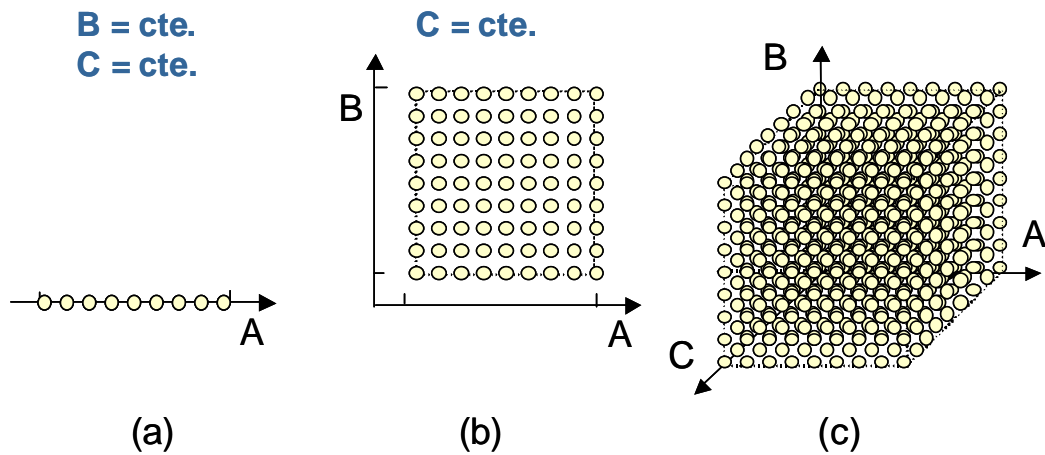 B = cte.
C = cte.
A
(a)
C = cte.
B
A
(b)
B
A
C
(c)